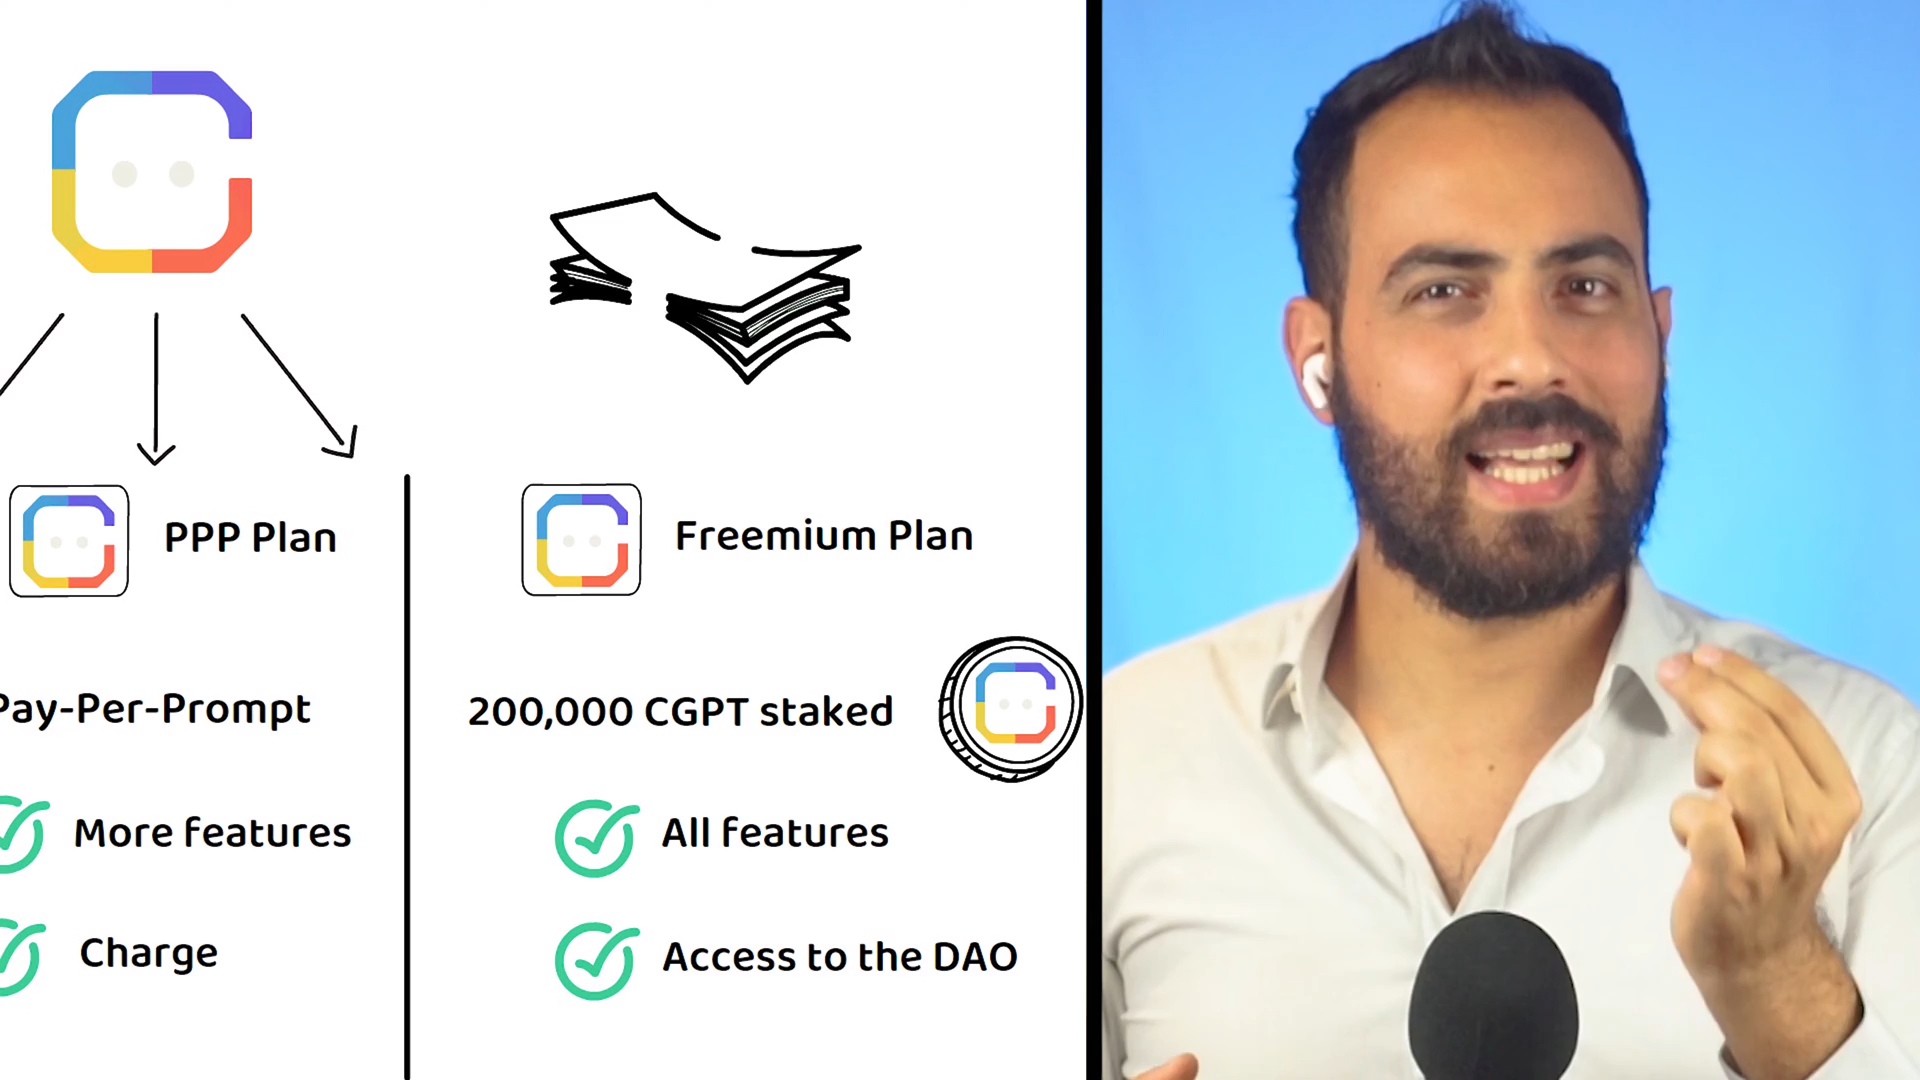 PPP Plan
Pay-Per-Prompt
More features
Charge
Freemium Plan
200,000 CGPT staked
All features
Access to the DAO